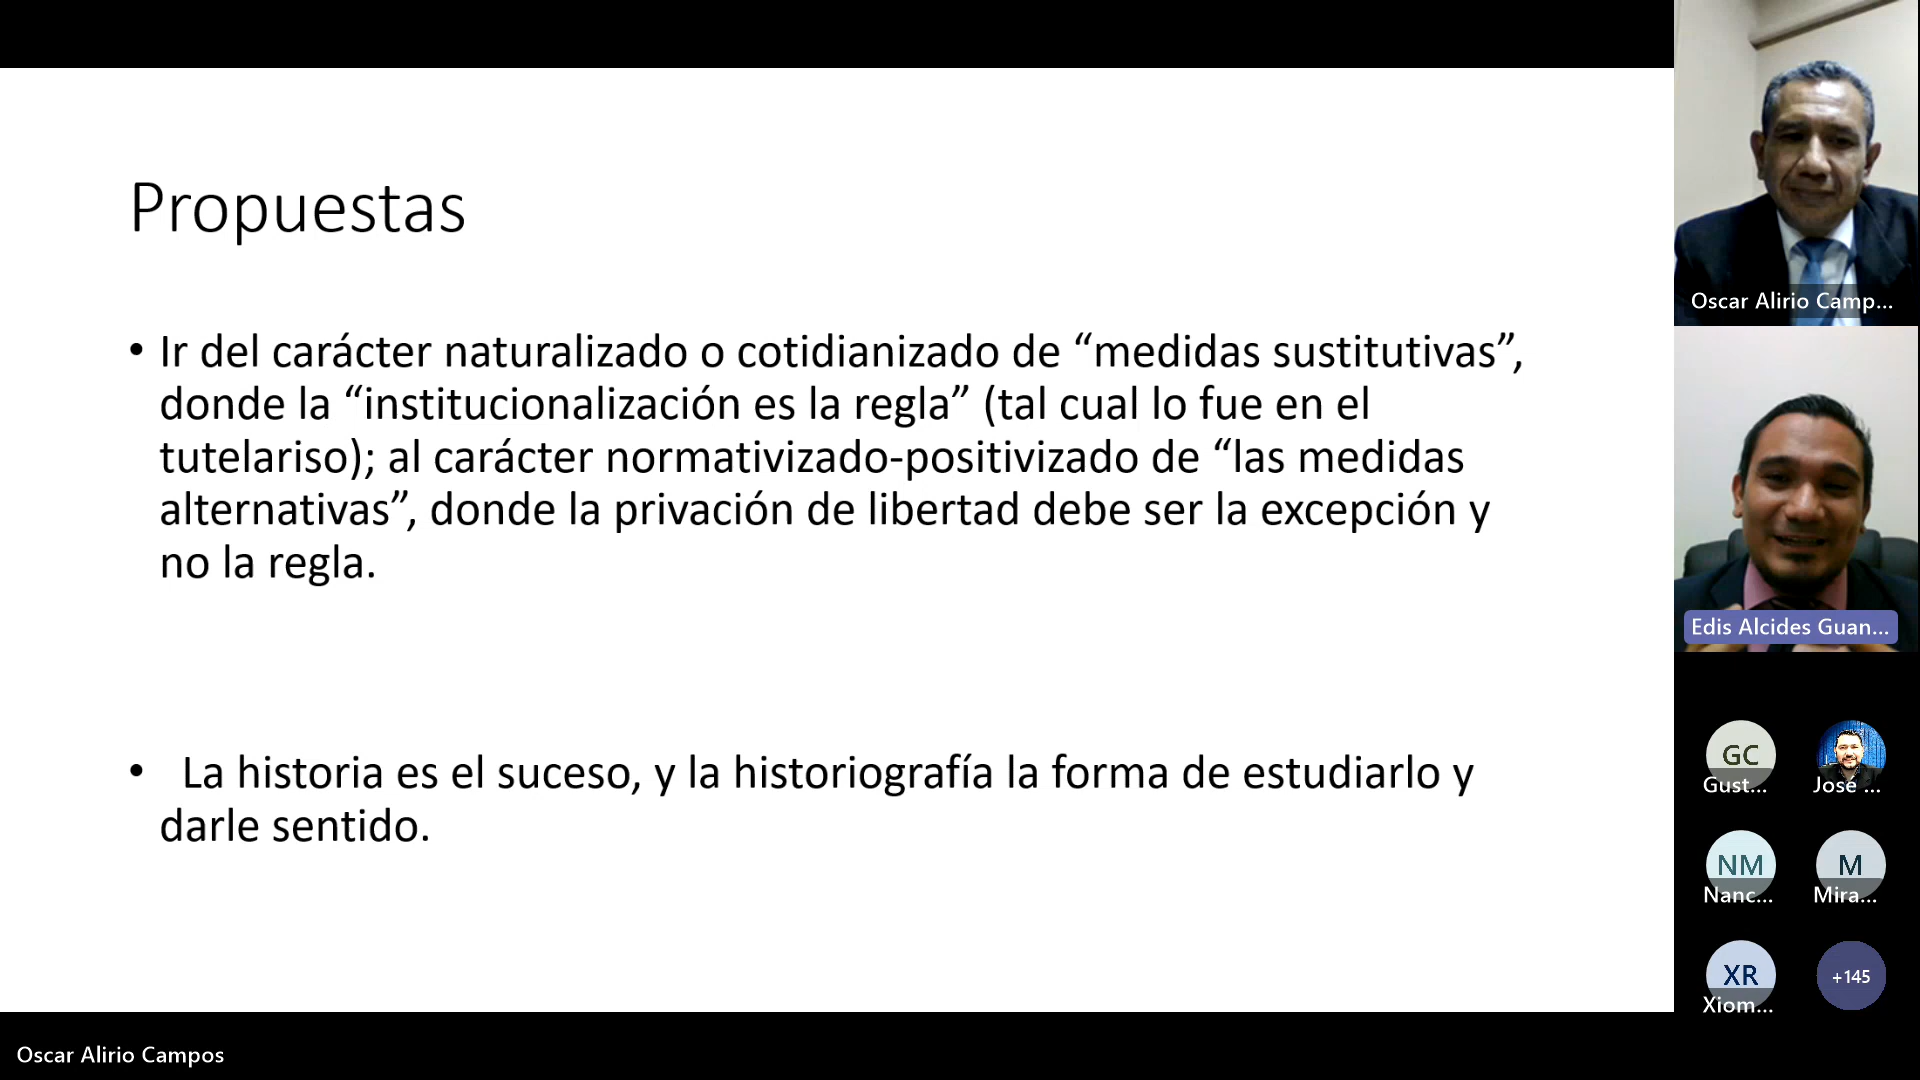 Propuestas
• Ir del carácter naturalizado o cotidianizado de “medidas sustitutivas”,
donde la “institucionalización es la regla” (tal cual lo fue en el
tutelariso); al carácter normativizado-positivizado de “las medidas
alternativas”, donde la privación de libertad debe ser la excepción y
no la regla.
• La historia es el suceso, y la historiografía la forma de estudiarlo y
darle sentido.
Oscar Alirio Camp...
Edis Alcides Guan...
GC
Gust...
José ...
NM
Nanc...
M
Mira...
XR
Xiom...
+145
Oscar Alirio Campos